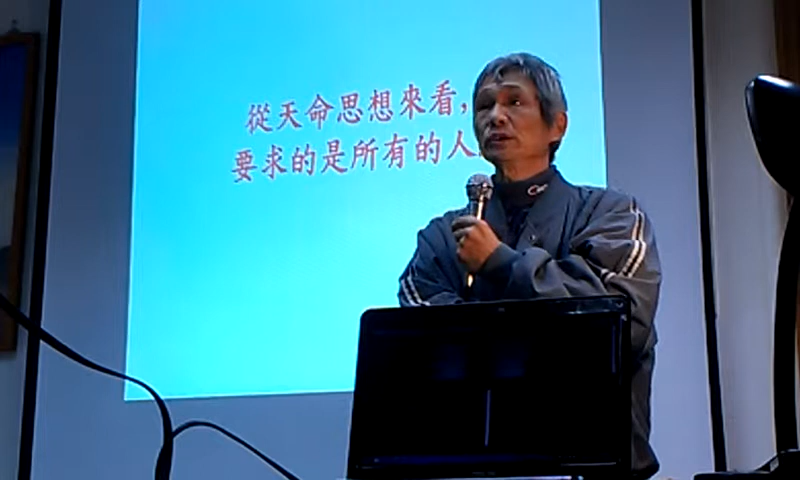 從天命思想來看，
要求的是所有的人